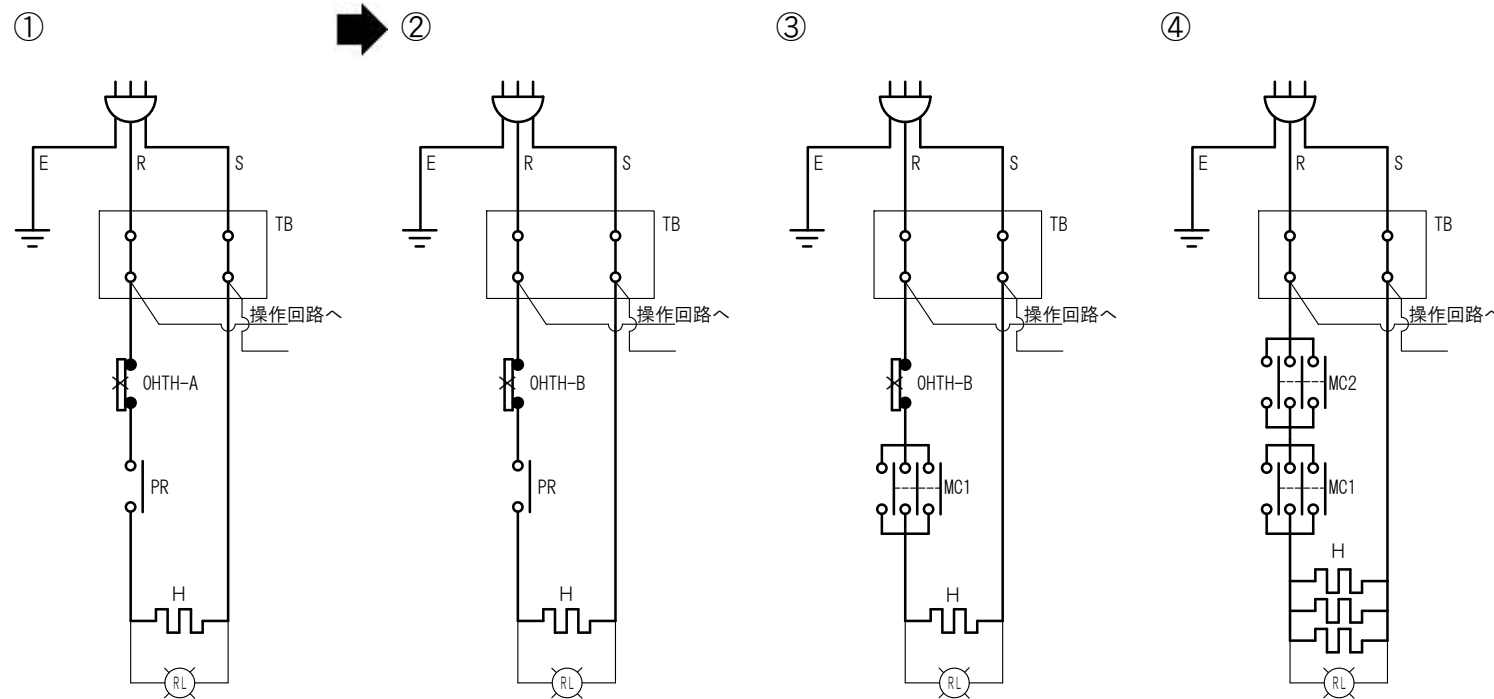 ① ② ③ ④
E R S E R S E R S E R S
TB TB TB TB
操作回路へ 操作回路へ 操作回路へ 操作回路へ
OHTH-A OHTH-B OHTH-B MC2
PR PR MC1 MC1
H H H H
RL RL RL RL